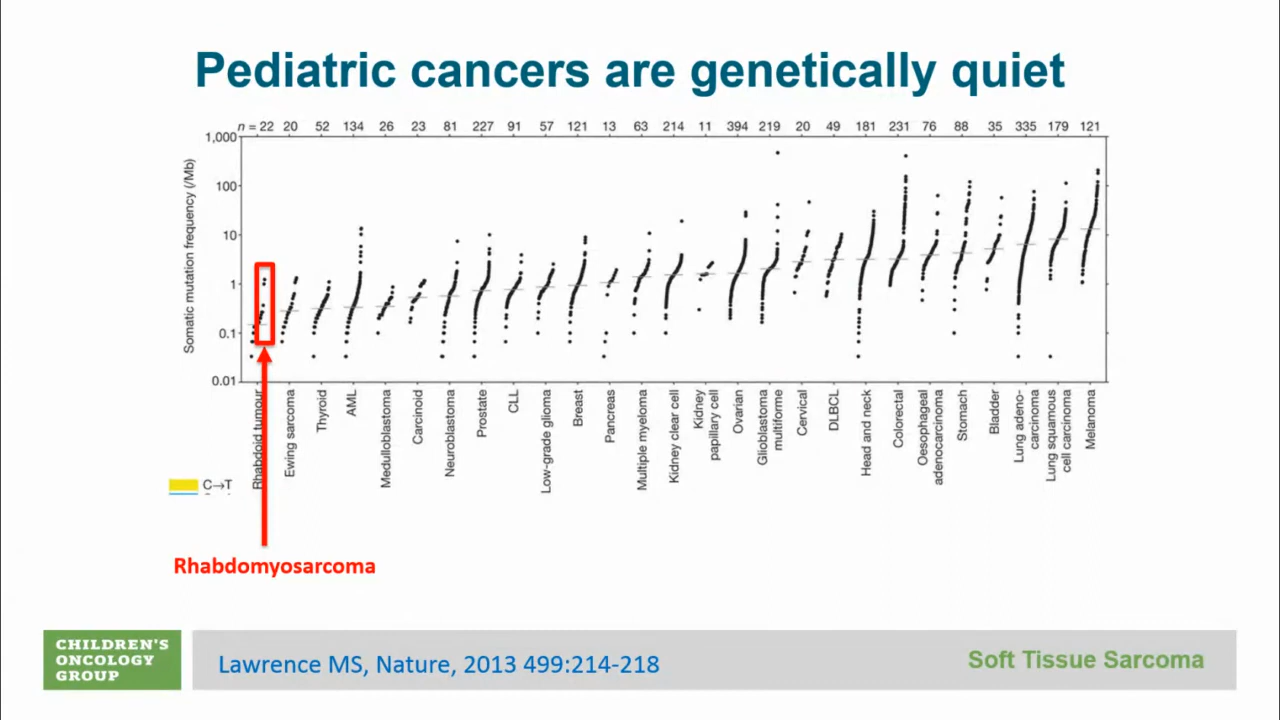 Pediatric cancers are genetically quiet
n = 22 20 52 134 26 23 81 227 91 57 121 13 63 214 11 394 219 20 49 181 231 76 88 35 335 179 121
Somatic mutation frequency (/Mb)
1,000
100
10
1
0.1
0.01
Rhabdoid tumour
Ewing sarcoma
Thyroid
AML
Medulloblastoma
Carcinoid
Neuroblastoma
Prostate
CLL
Low-grade glioma
Breast
Pancreas
Multiple myeloma
Kidney clear cell
Kidney
papillary cell
Ovarian
Glioblastoma
multiforme
Cervical
DLBCL
Head and neck
Colorectal
Oesophageal
adenocarcinoma
Stomach
Bladder
Lung adeno-
carcinoma
Lung squamous
cell carcinoma
Melanoma
C→T
Rhabdomyosarcoma
CHILDREN'S
ONCOLOGY
GROUP
Lawrence MS, Nature, 2013 499:214-218
Soft Tissue Sarcoma